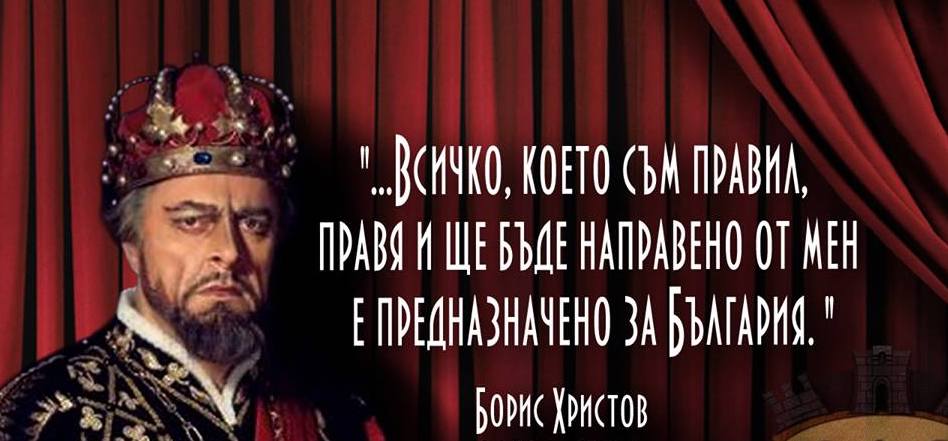 "...Всичко, което съм правил,
правя и ще бъде направено от мен
е предназначено за България. "
Борис Христов